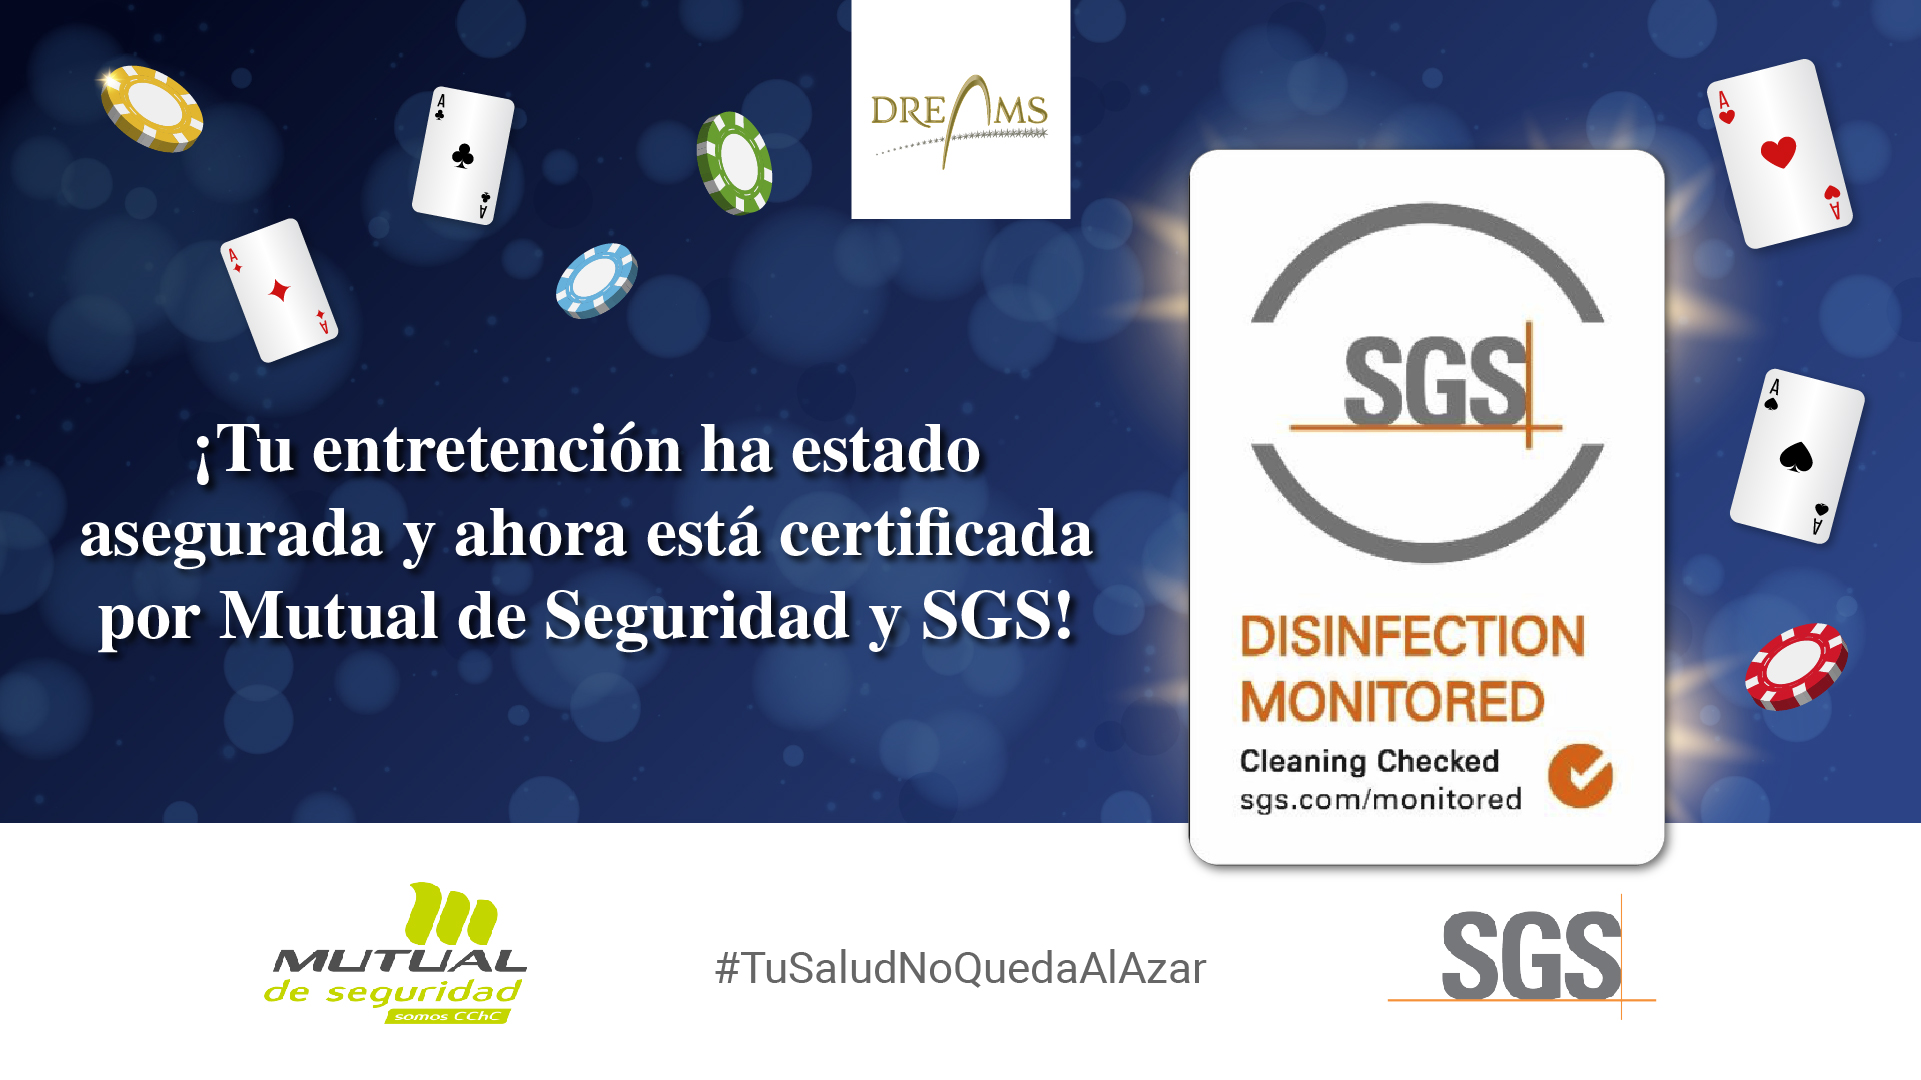 DREAMS
A
A
A
A
A
A
A
A
SGS
¡Tu entretención ha estado
asegurada y ahora está certificada
por Mutual de Seguridad y SGS!
DISINFECTION
MONITORED
Cleaning Checked
sgs.com/monitored
MUTUAL
de seguridad
somos CChC
#TuSaludNoQuedaAlAzar
SGS